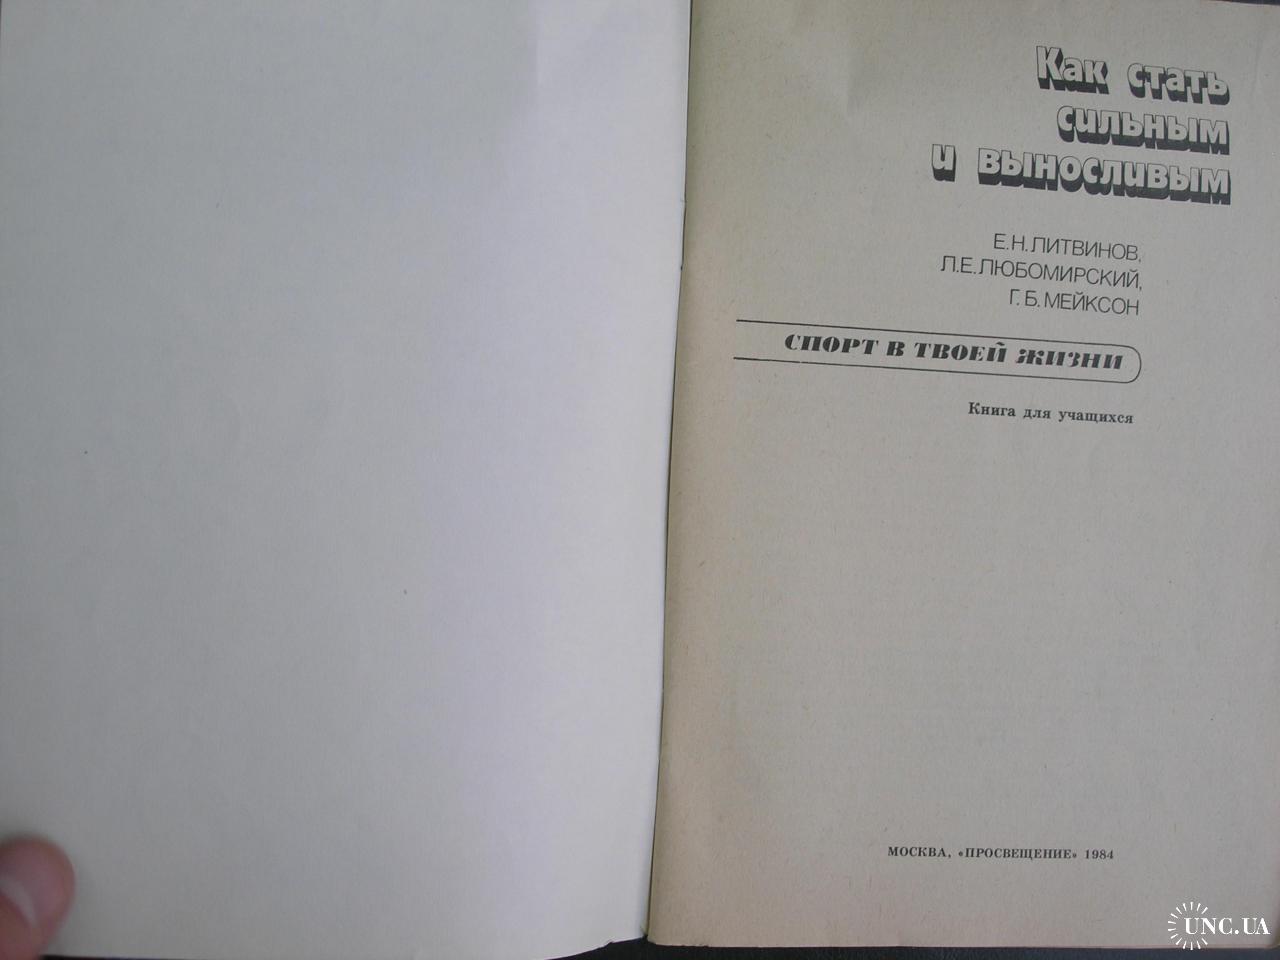 Как стать
сильным
и выносливым
Е.Н.ЛИТВИНОВ,
Л.Е.ЛЮБОМИРСКИЙ,
Г.Б.МЕЙКСОН
СПОРТ В ТВОЕЙ ЖИЗНИ
Книга для учащихся
МОСКВА, «ПРОСВЕЩЕНИЕ» 1984
UNC.UA